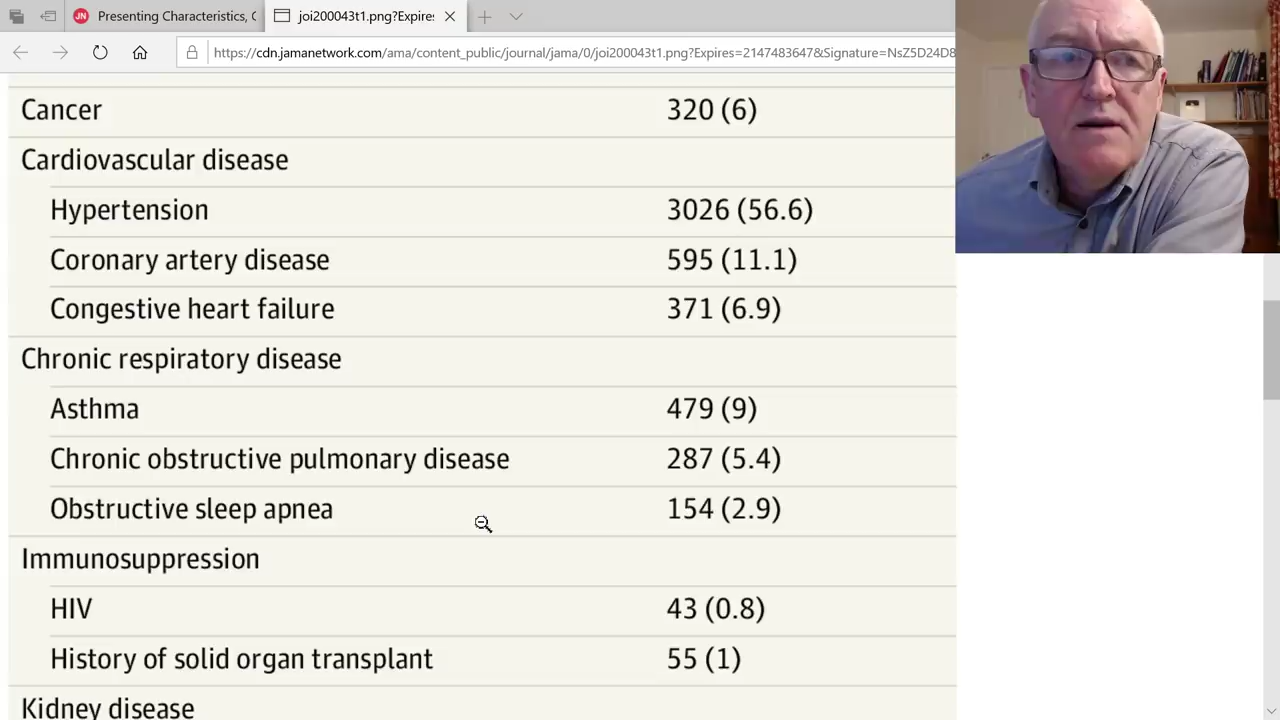 JN Presenting Characteristics, C
joi200043t1.png?Expires
https://cdn.jamanetwork.com/ama/content_public/journal/jama/0/joi200043t1.png?Expires=2147483647&Signature=NsZ5D24D8
Cancer 320 (6)
Cardiovascular disease
Hypertension 3026 (56.6)
Coronary artery disease 595 (11.1)
Congestive heart failure 371 (6.9)
Chronic respiratory disease
Asthma 479 (9)
Chronic obstructive pulmonary disease 287 (5.4)
Obstructive sleep apnea 154 (2.9)
Immunosuppression
HIV 43 (0.8)
History of solid organ transplant 55 (1)
Kidney disease